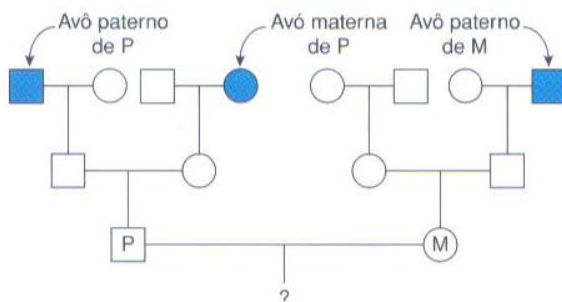 Avô paterno
de P
Avó materna
de P
Avô paterno
de M
P
M
?